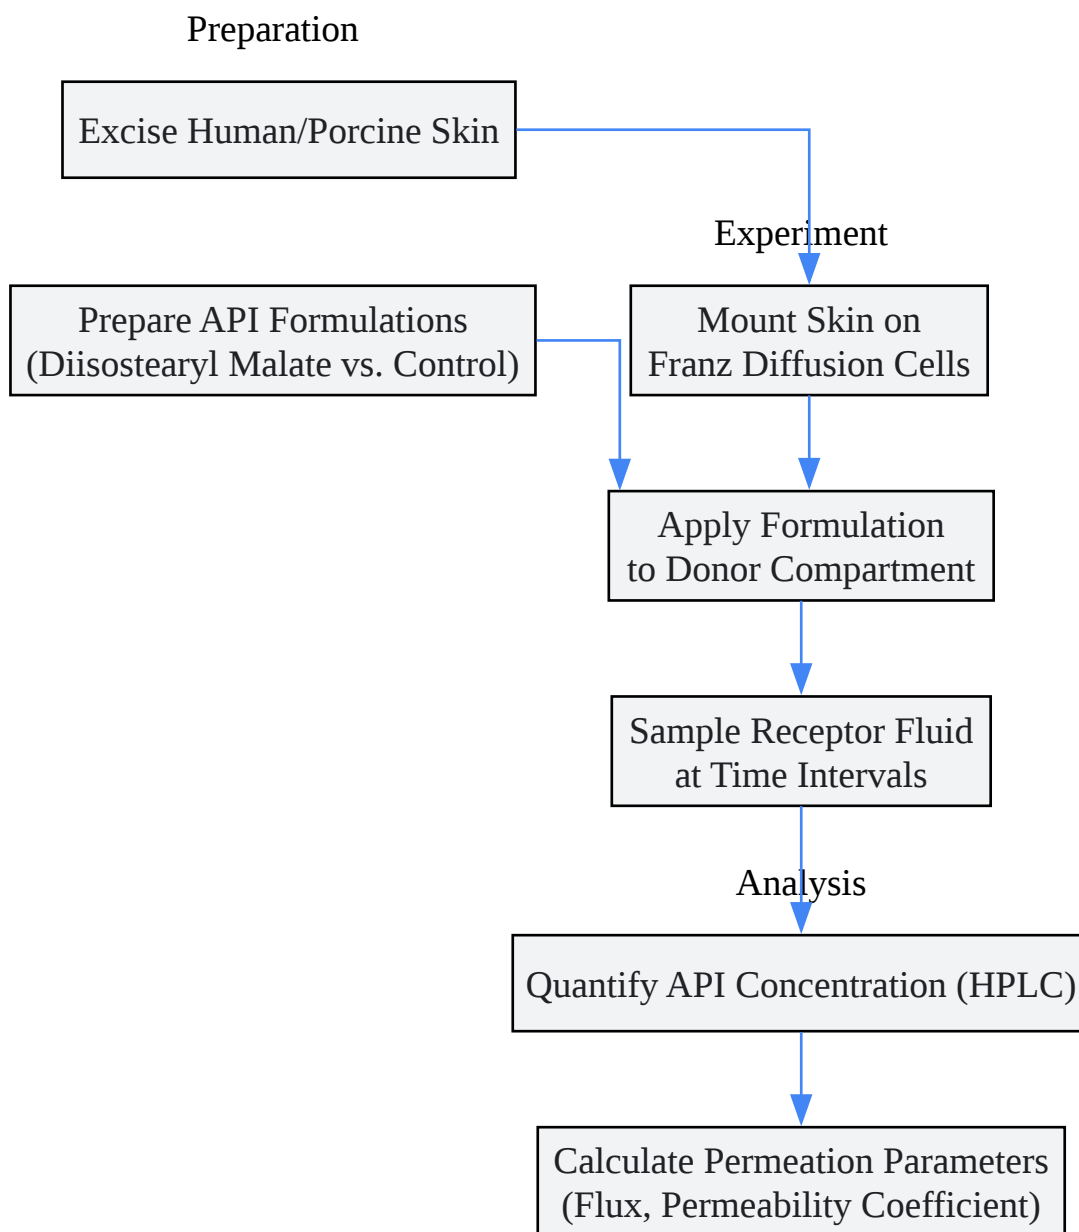 Preparation
Excise Human/Porcine Skin
Experiment
Prepare API Formulations
(Diisostearyl Malate vs. Control)
Mount Skin on
Franz Diffusion Cells
Apply Formulation
to Donor Compartment
Sample Receptor Fluid
at Time Intervals
Analysis
Quantify API Concentration (HPLC)
Calculate Permeation Parameters
(Flux, Permeability Coefficient)